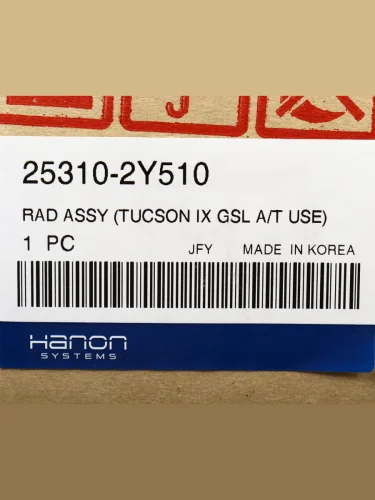 25310-2Y510
RAD ASSY (TUCSON IX GSL A/T USE)
1 PC JFY MADE IN KOREA
Hanon
SYSTEMS